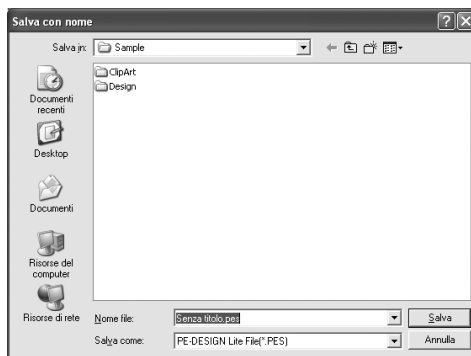 Salva con nome
Salva in: Sample
ClipArt
Design
Documenti recenti
Desktop
Documenti
Risorse del computer
Risorse di rete
Nome file: Senza titolo.pes Salva
Salva come: PE-DESIGN Lite File(*.PES) Annulla